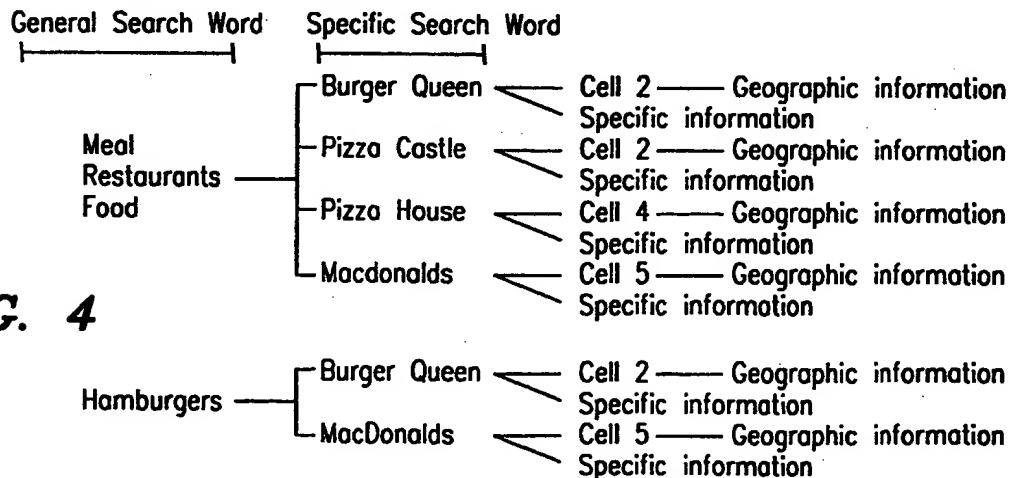 General Search Word Specific Search Word
Burger Queen Cell 2 Geographic information
Specific information
Meal
Restaurants
Food
Pizza Castle Cell 2 Geographic information
Specific information
Pizza House Cell 4 Geographic information
Specific information
Macdonalds Cell 5 Geographic information
Specific information
G. 4
Hamburgers
Burger Queen Cell 2 Geographic information
Specific information
MacDonalds Cell 5 Geographic information
Specific information